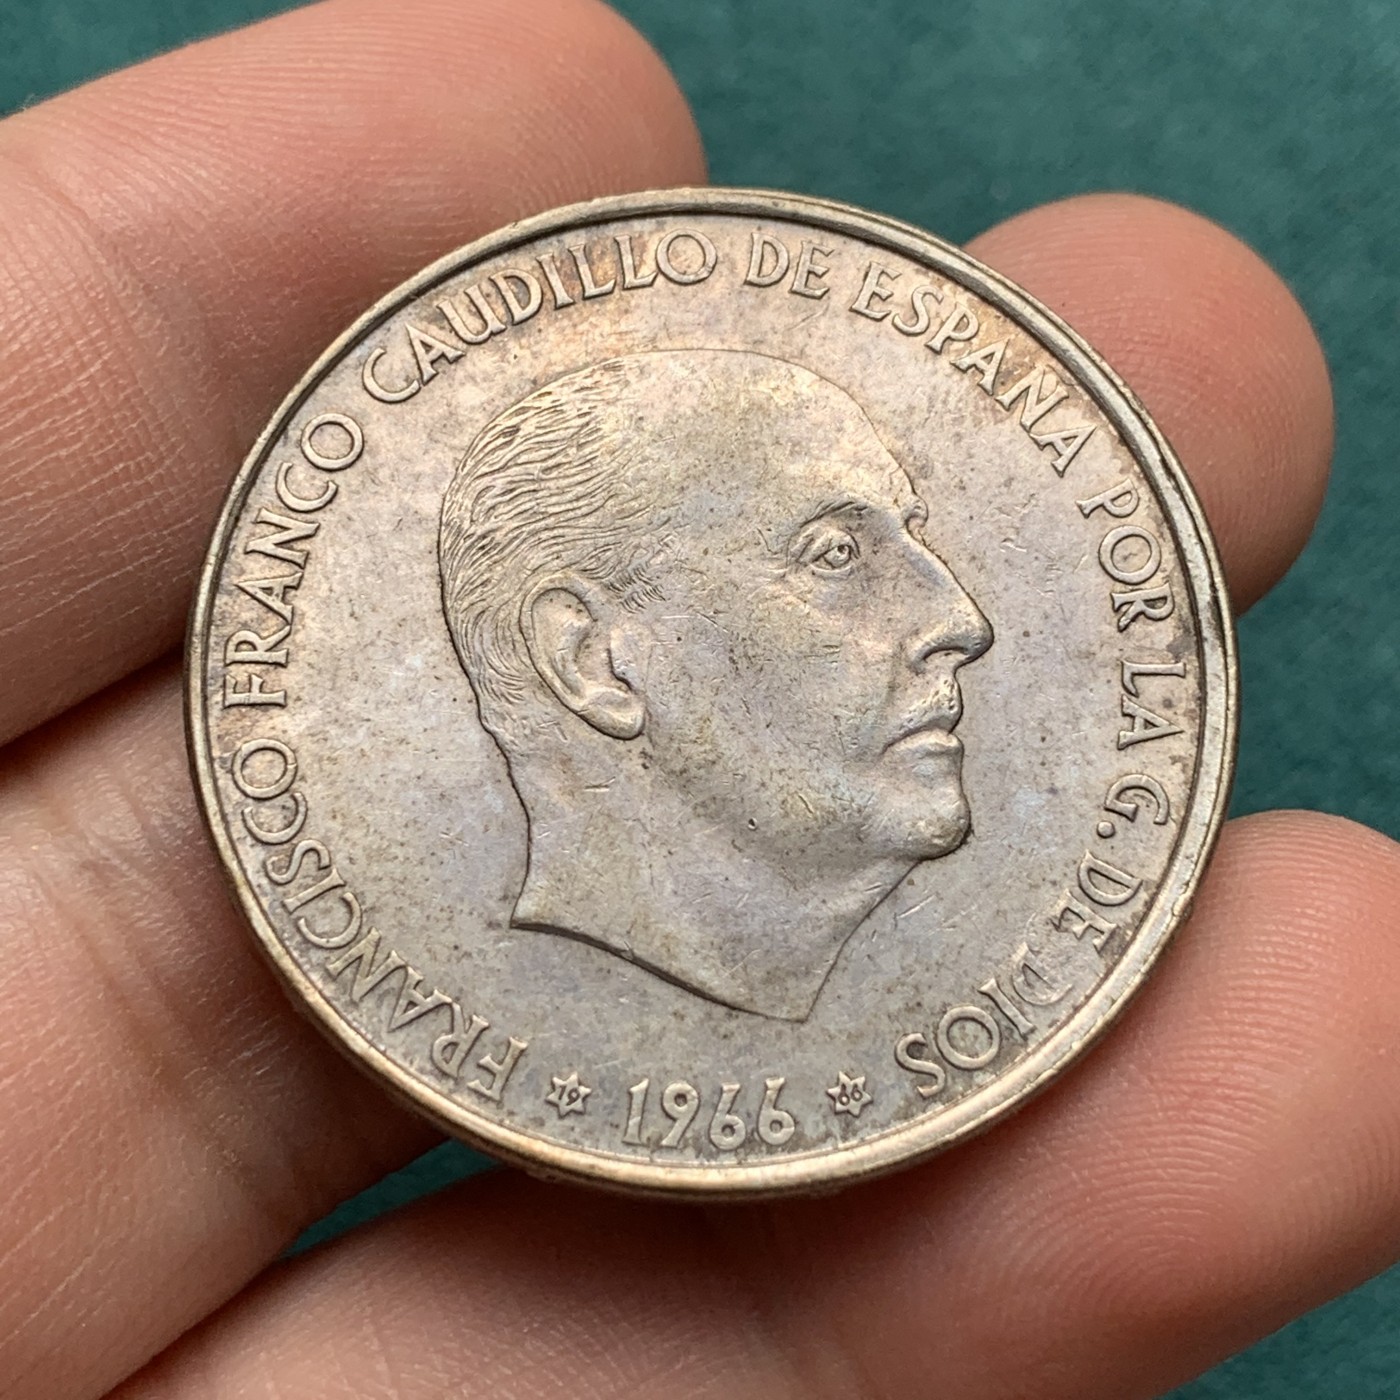 FRANCISCO FRANCO CAUDILLO DE ESPAÑA POR LA G. DE DIOS
19 1966 66